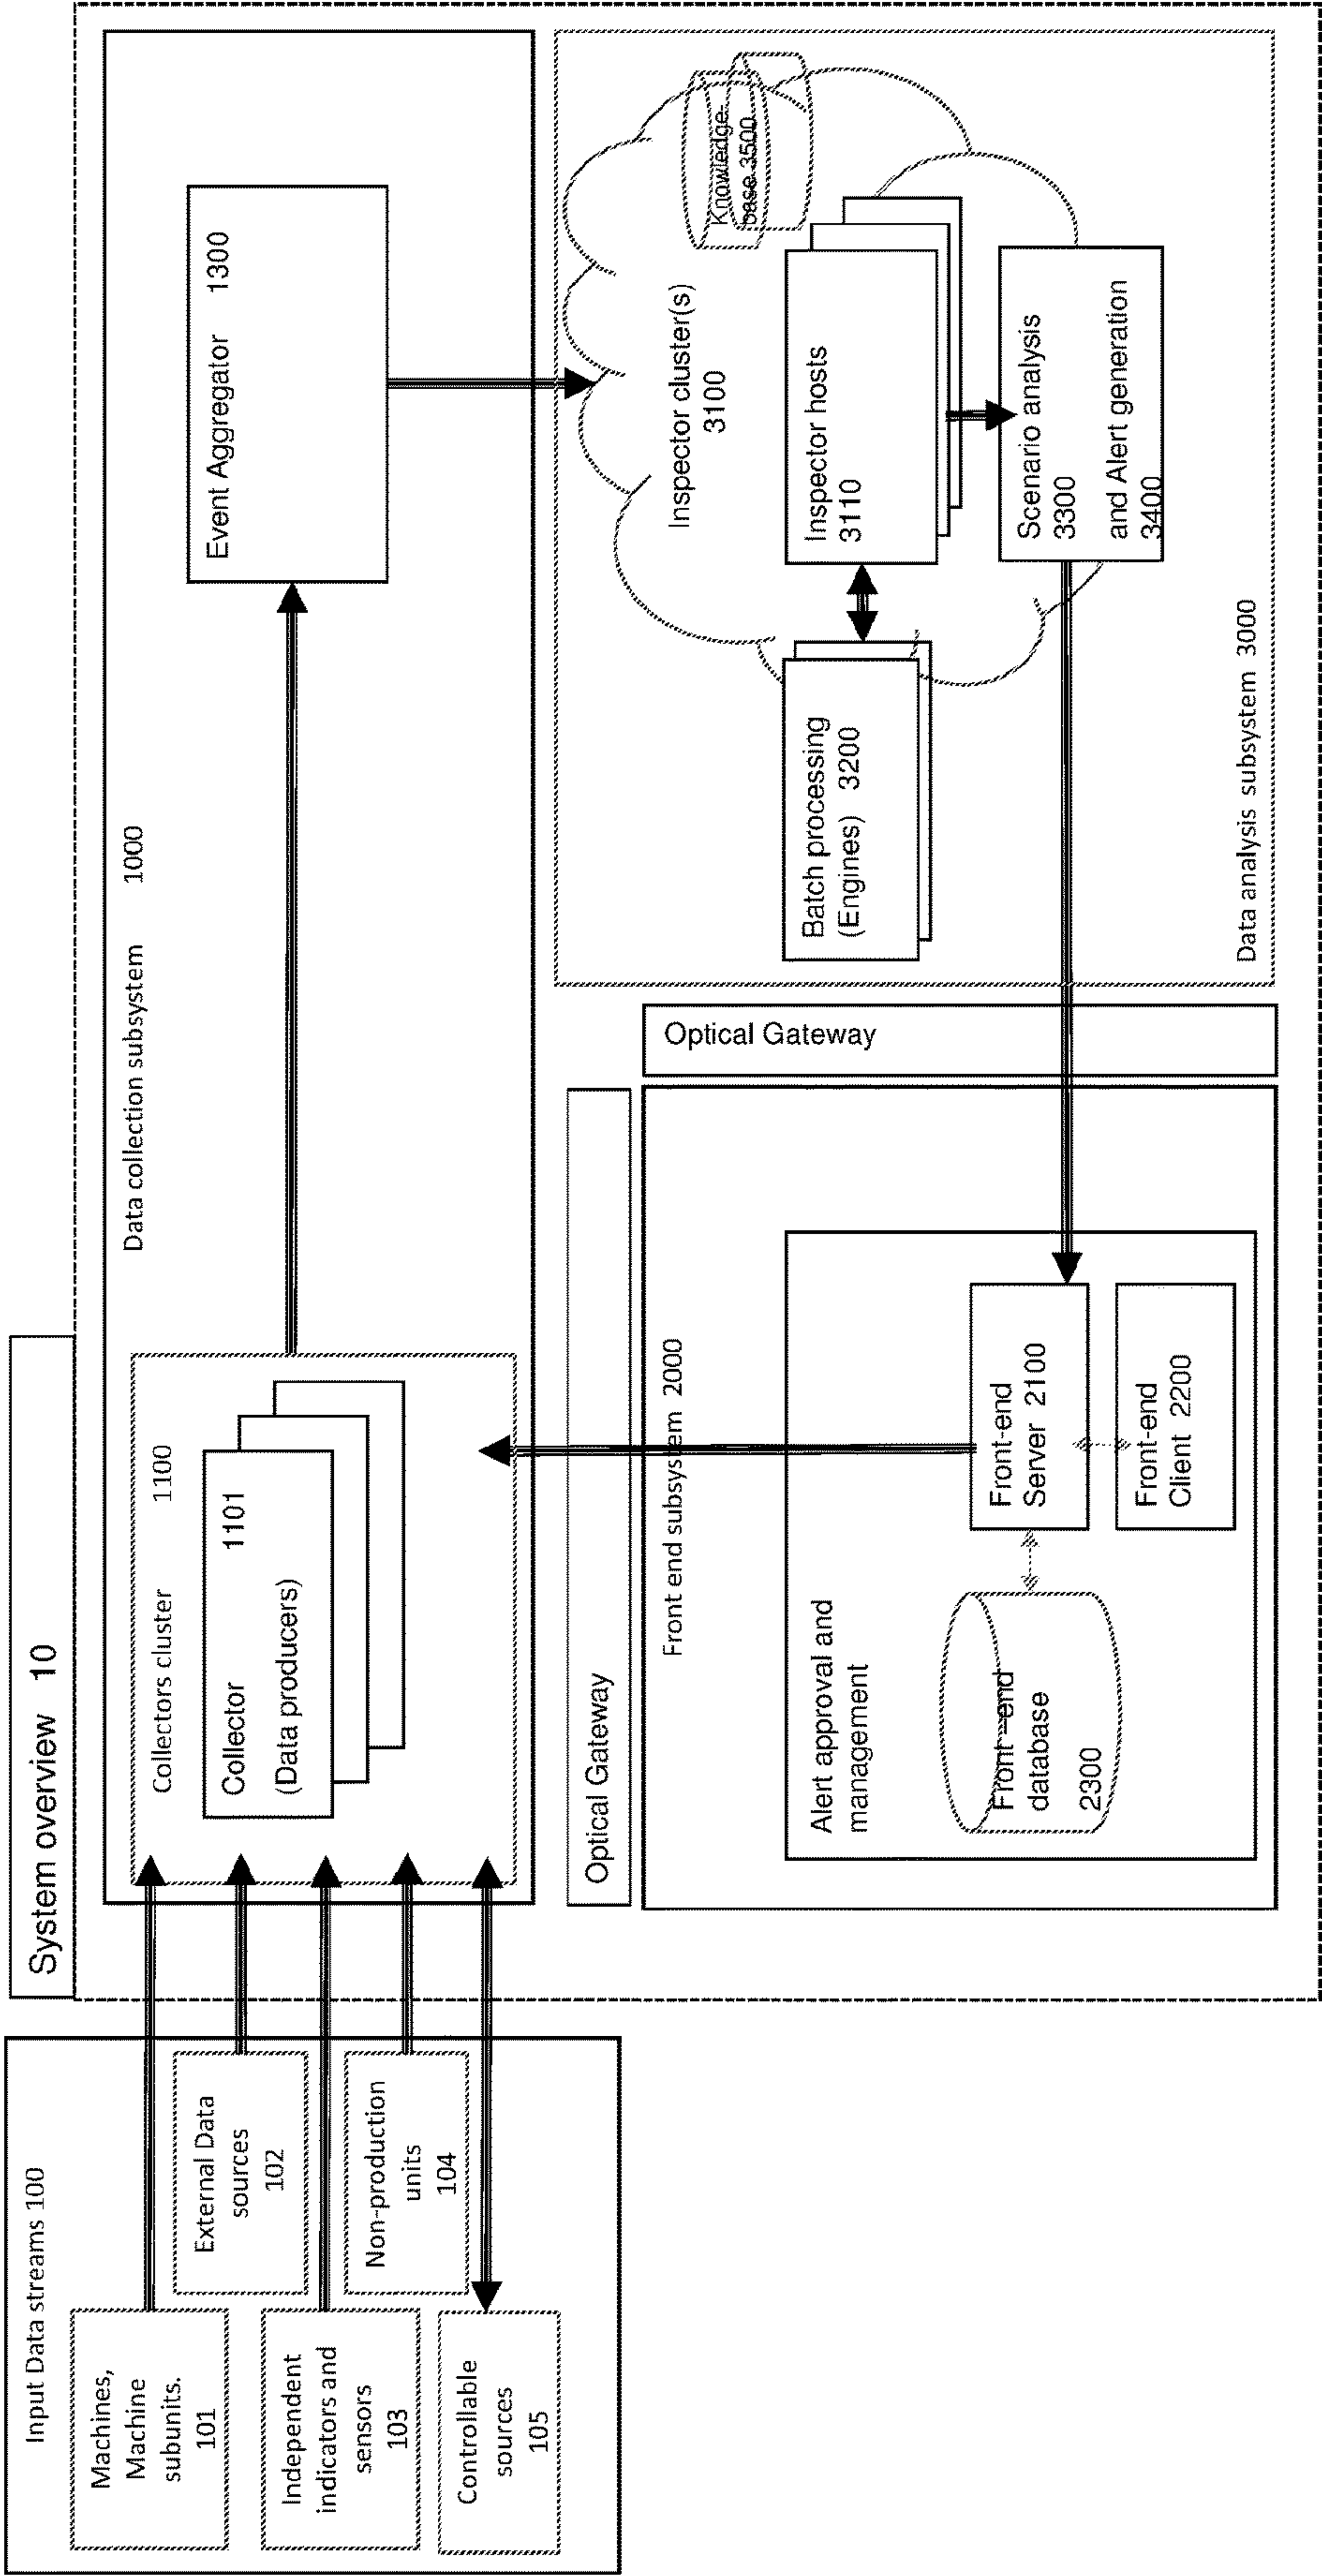 System overview 10
Input Data streams 100
Machines,
Machine
subunits.
101
External Data
sources
102
Independent
indicators and
sensors
103
Non-production
units
104
Controllable
sources
105
Data collection subsystem 1000
Collectors cluster 1100
Collector 1101
(Data producers)
Event Aggregator 1300
Optical Gateway
Front end subsystem 2000
Alert approval and
management
Front –end
database
2300
Front-end
Server 2100
Front-end
Client 2200
Optical Gateway
Inspector cluster(s)
3100
Knowledge-
base 3500
Batch processing
(Engines) 3200
Inspector hosts
3110
Scenario analysis
3300
and Alert generation
3400
Data analysis subsystem 3000